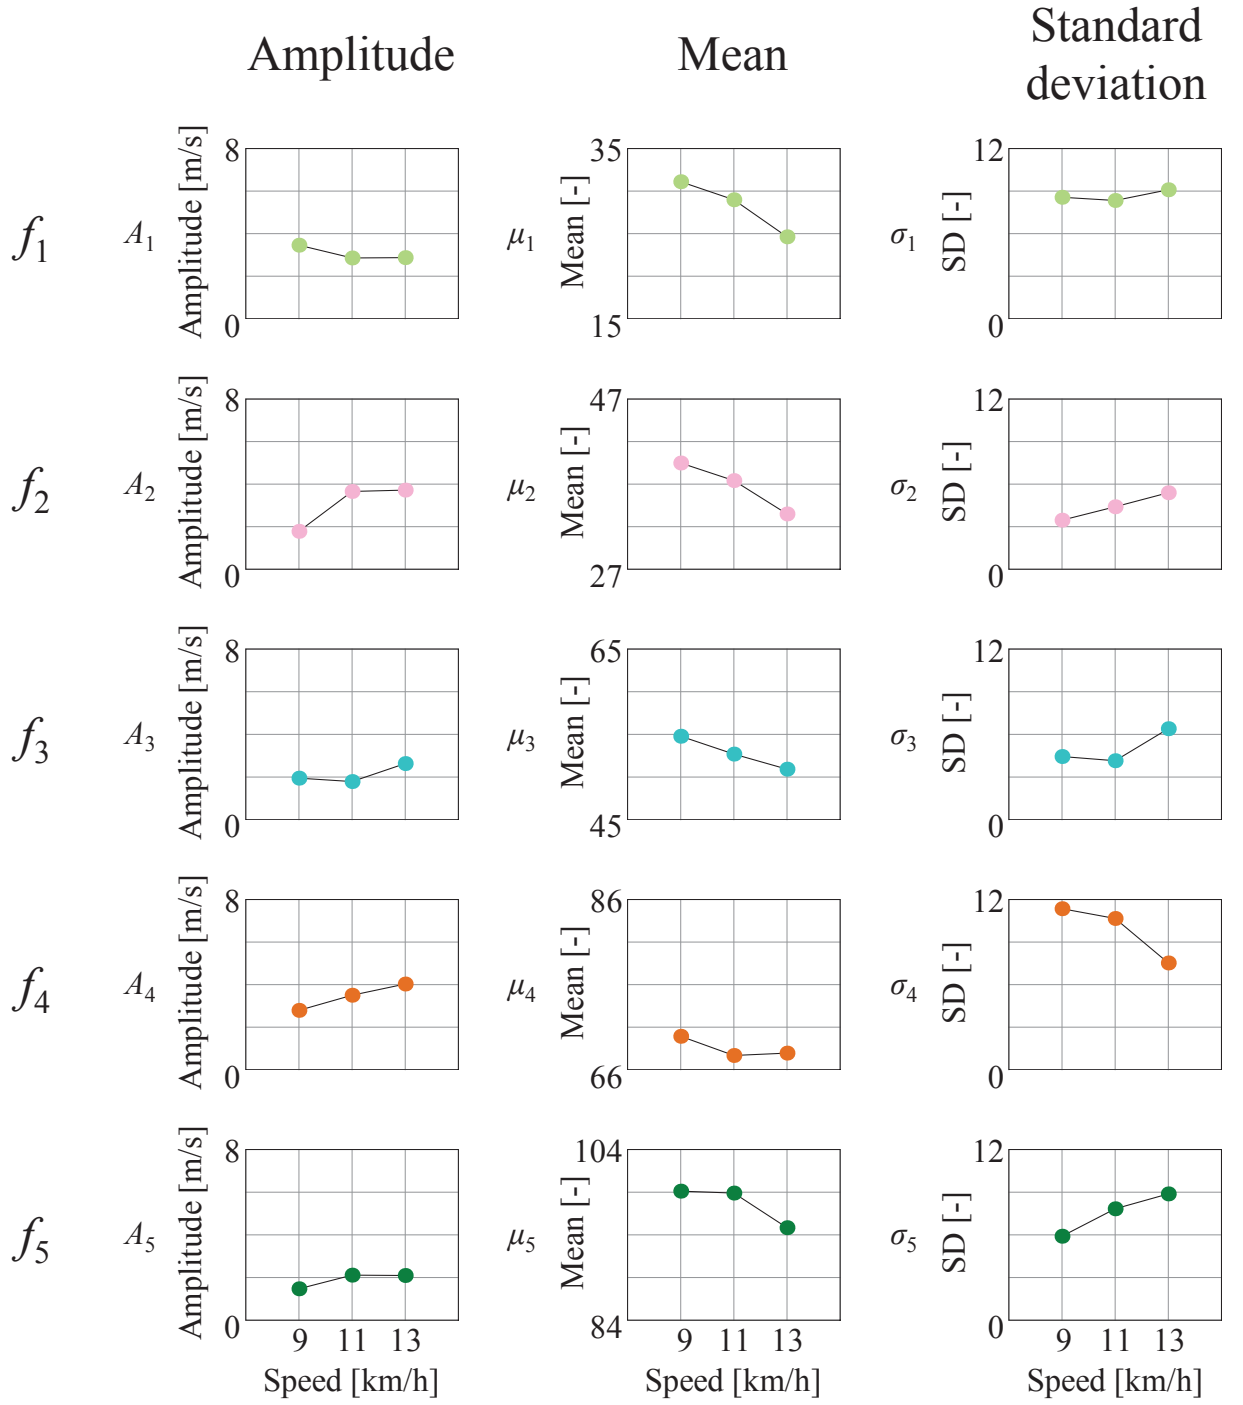 Amplitude Mean Standard deviation
f1 A1 Amplitude [m/s] 8 0 μ1 Mean [-] 35 15 σ1 SD [-] 12 0
f2 A2 Amplitude [m/s] 8 0 μ2 Mean [-] 47 27 σ2 SD [-] 12 0
f3 A3 Amplitude [m/s] 8 0 μ3 Mean [-] 65 45 σ3 SD [-] 12 0
f4 A4 Amplitude [m/s] 8 0 μ4 Mean [-] 86 66 σ4 SD [-] 12 0
f5 A5 Amplitude [m/s] 8 0 μ5 Mean [-] 104 84 σ5 SD [-] 12 0
9 11 13 9 11 13 9 11 13
Speed [km/h] Speed [km/h] Speed [km/h]